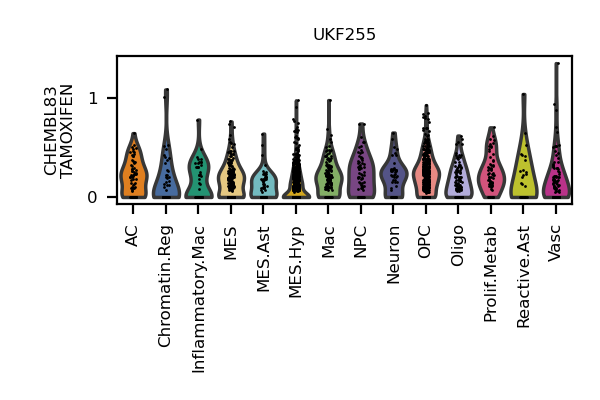 UKF255
CHEMBL83
TAMOXIFEN
1
0
AC
Chromatin.Reg
Inflammatory.Mac
MES
MES.Ast
MES.Hyp
Mac
NPC
Neuron
OPC
Oligo
Prolif.Metab
Reactive.Ast
Vasc